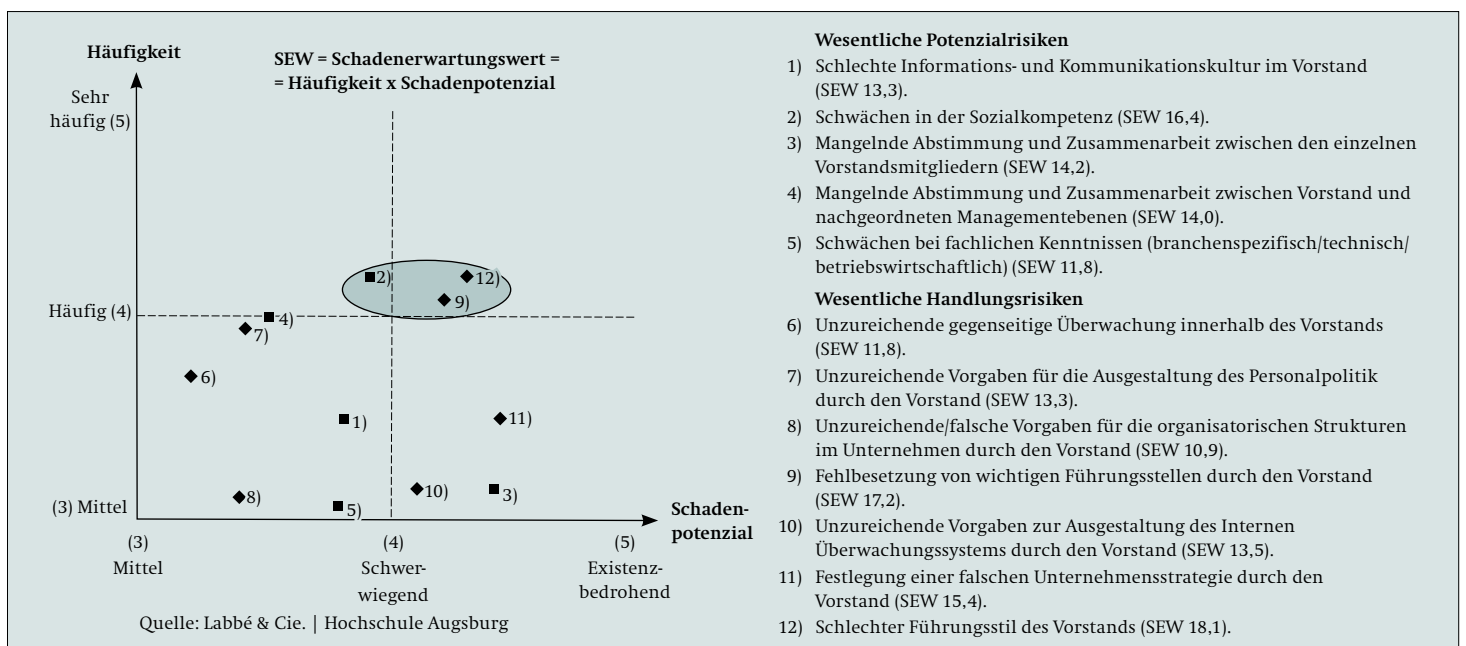 Häufigkeit
SEW = Schadenerwartungswert =
= Häufigkeit x Schadenpotenzial
Sehr
häufig (5)
2)
12)
9)
Häufig (4)
4)
7)
6)
1)
11)
8)
5)
10)
3)
(3) Mittel
Schaden-
potenzial
(3)
Mittel
(4)
Schwer-
wiegend
(5)
Existenz-
bedrohend
Quelle: Labbé & Cie. | Hochschule Augsburg
Wesentliche Potenzialrisiken
1) Schlechte Informations- und Kommunikationskultur im Vorstand
(SEW 13,3).
2) Schwächen in der Sozialkompetenz (SEW 16,4).
3) Mangelnde Abstimmung und Zusammenarbeit zwischen den einzelnen
Vorstandsmitgliedern (SEW 14,2).
4) Mangelnde Abstimmung und Zusammenarbeit zwischen Vorstand und
nachgeordneten Managementebenen (SEW 14,0).
5) Schwächen bei fachlichen Kenntnissen (branchenspezifisch/technisch/
betriebswirtschaftlich) (SEW 11,8).
Wesentliche Handlungsrisiken
6) Unzureichende gegenseitige Überwachung innerhalb des Vorstands
(SEW 11,8).
7) Unzureichende Vorgaben für die Ausgestaltung des Personalpolitik
durch den Vorstand (SEW 13,3).
8) Unzureichende/falsche Vorgaben für die organisatorischen Strukturen
im Unternehmen durch den Vorstand (SEW 10,9).
9) Fehlbesetzung von wichtigen Führungsstellen durch den Vorstand
(SEW 17,2).
10) Unzureichende Vorgaben zur Ausgestaltung des Internen
Überwachungssystems durch den Vorstand (SEW 13,5).
11) Festlegung einer falschen Unternehmensstrategie durch den
Vorstand (SEW 15,4).
12) Schlechter Führungsstil des Vorstands (SEW 18,1).